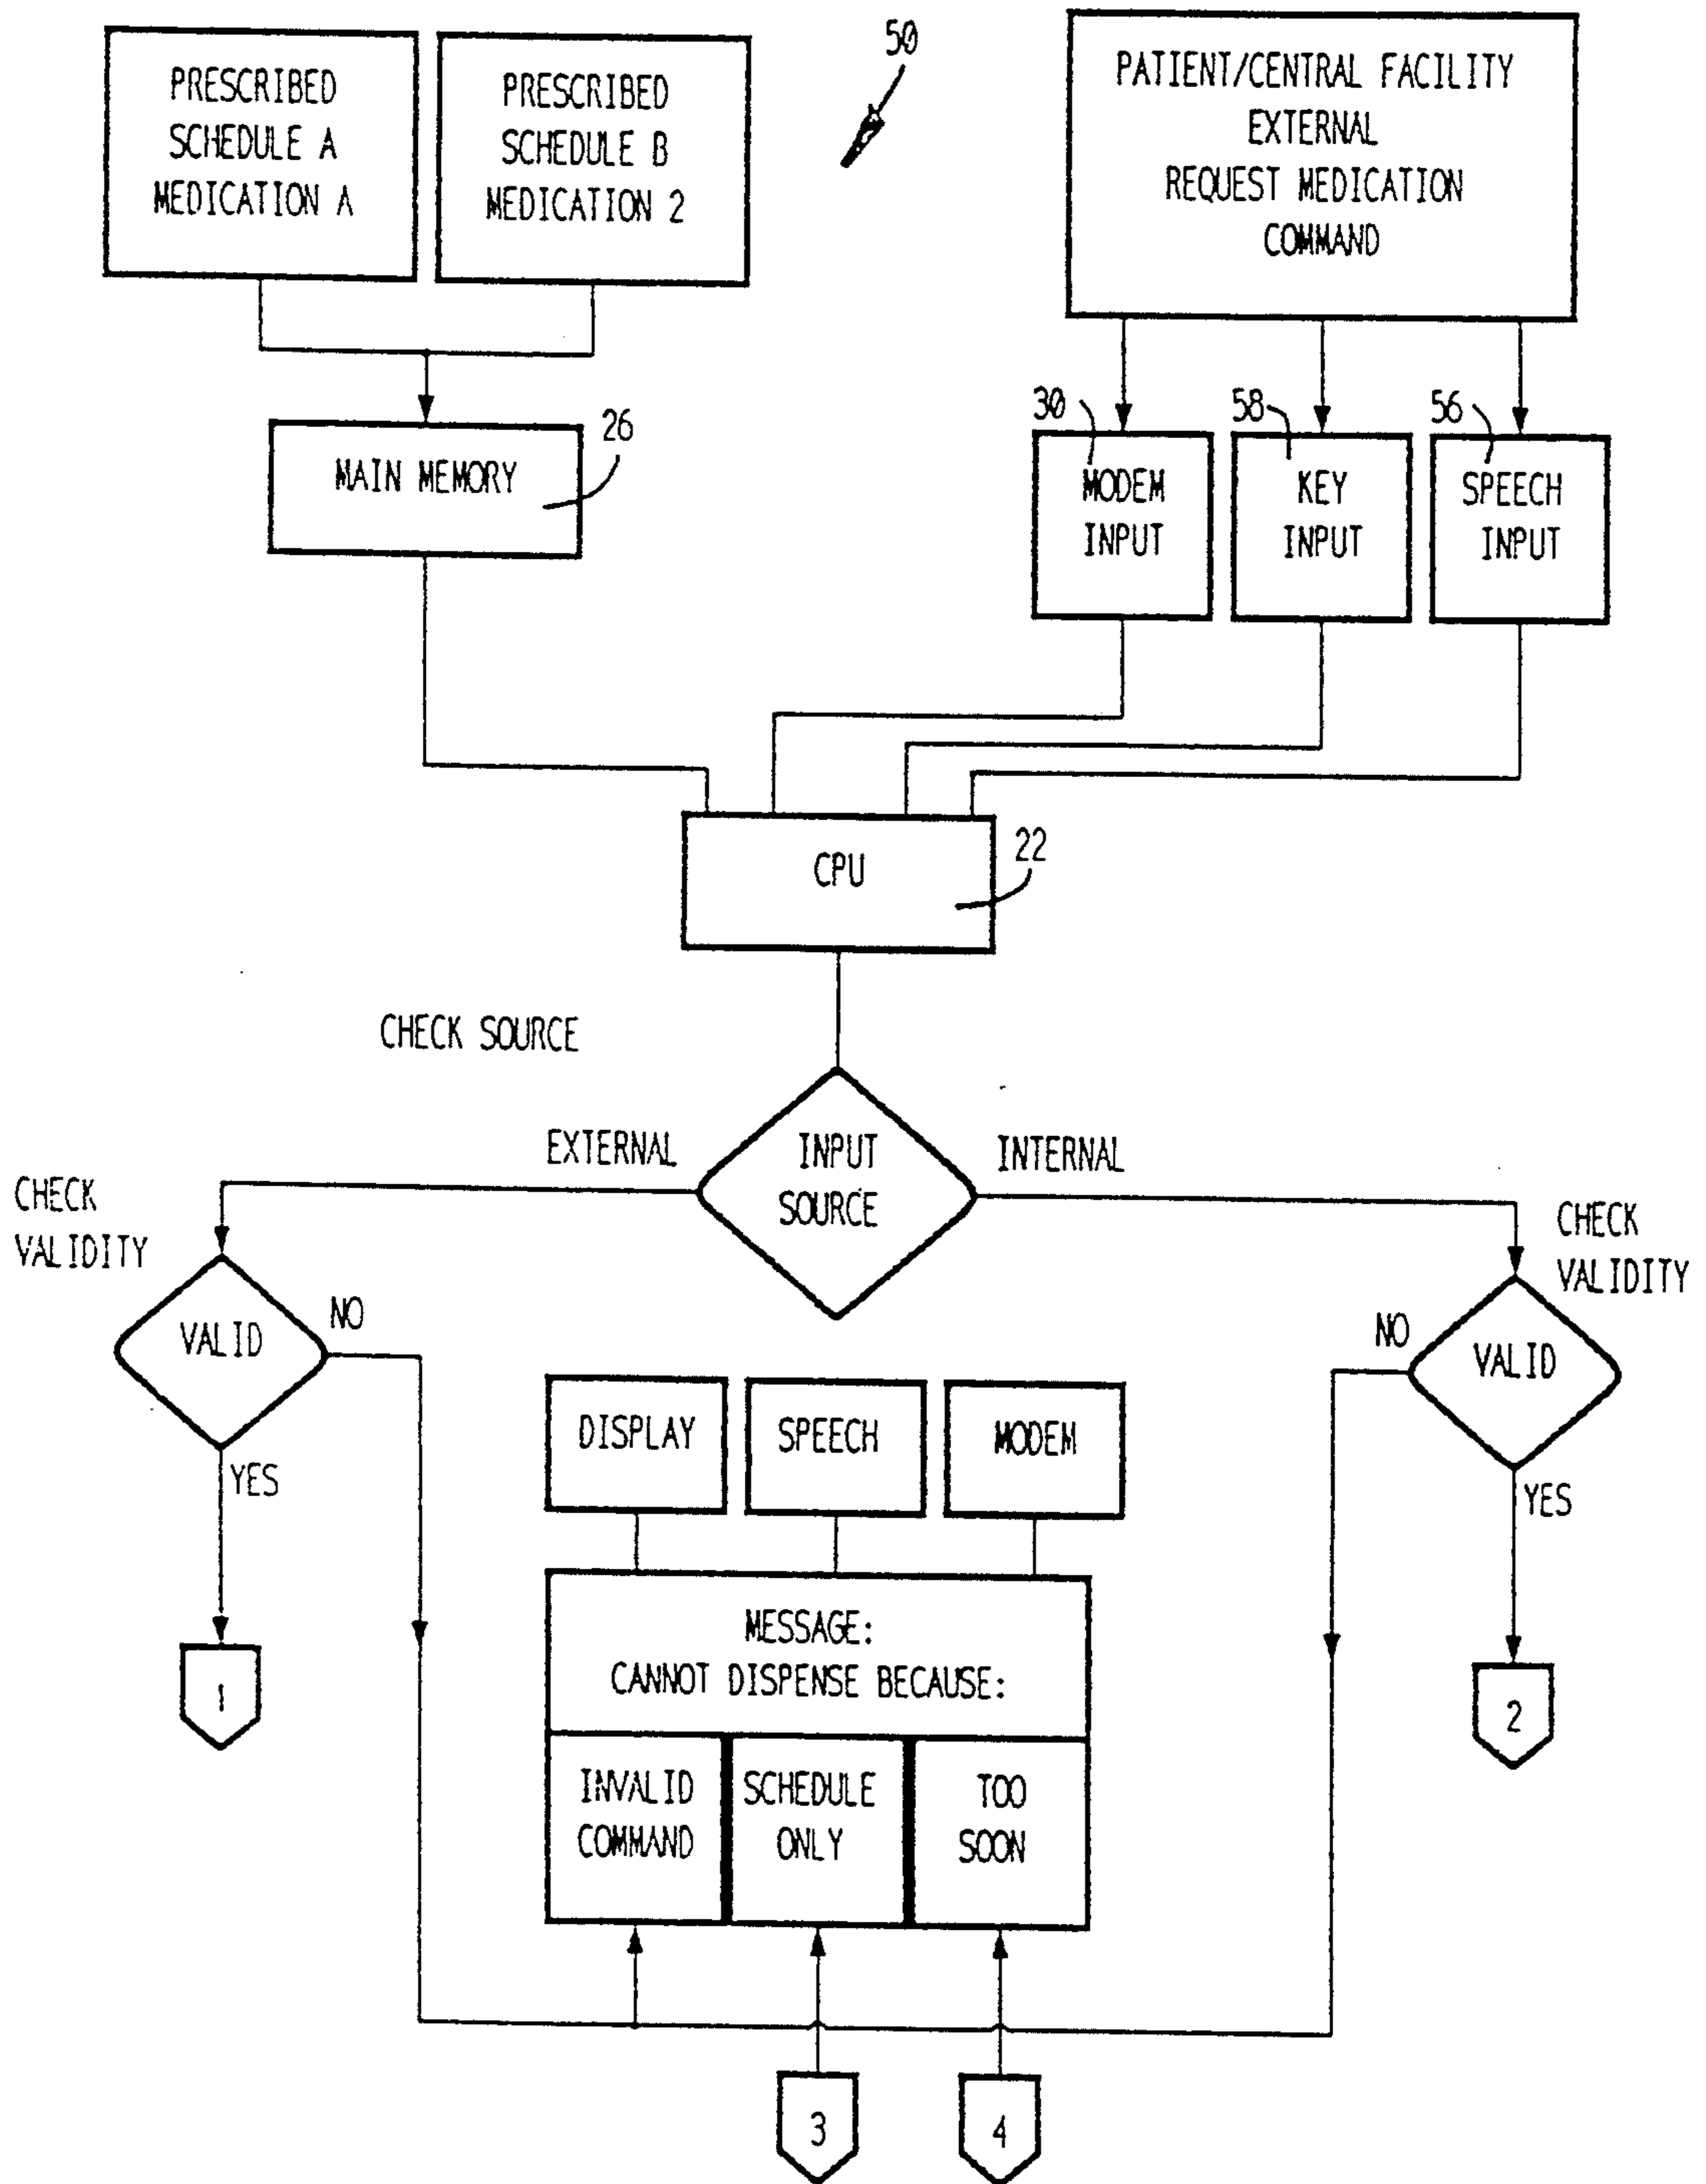 PRESCRIBED
SCHEDULE A
MEDICATION A
PRESCRIBED
SCHEDULE B
MEDICATION 2
50
PATIENT/CENTRAL FACILITY
EXTERNAL
REQUEST MEDICATION
COMMAND
MAIN MEMORY
26
30
MODEM
INPUT
58
KEY
INPUT
56
SPEECH
INPUT
CPU
22
CHECK SOURCE
EXTERNAL
INPUT
SOURCE
INTERNAL
CHECK
VALIDITY
VALID
NO
YES
1
CHECK
VALIDITY
NO
VALID
YES
2
DISPLAY
SPEECH
MODEM
MESSAGE:
CANNOT DISPENSE BECAUSE:
INVALID
COMMAND
SCHEDULE
ONLY
TOO
SOON
3
4